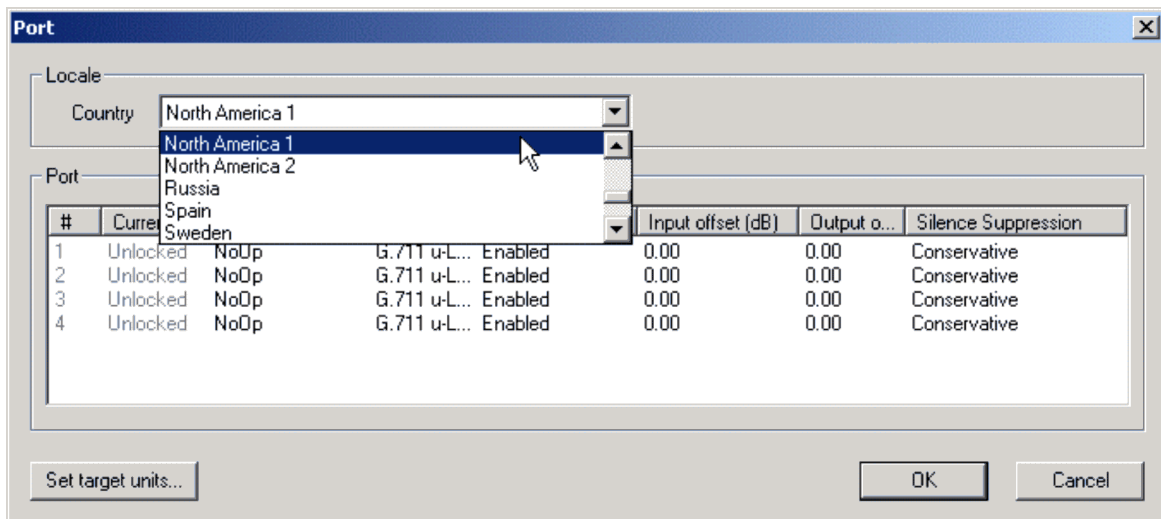 Port
Locale
Country North America 1
North America 1
North America 2
Russia
Spain
Sweden
Port
# Input offset (dB) Output o... Silence Suppression
1 Unlocked NoOp G.711 u-L... Enabled 0.00 0.00 Conservative
2 Unlocked NoOp G.711 u-L... Enabled 0.00 0.00 Conservative
3 Unlocked NoOp G.711 u-L... Enabled 0.00 0.00 Conservative
4 Unlocked NoOp G.711 u-L... Enabled 0.00 0.00 Conservative
Set target units... OK Cancel